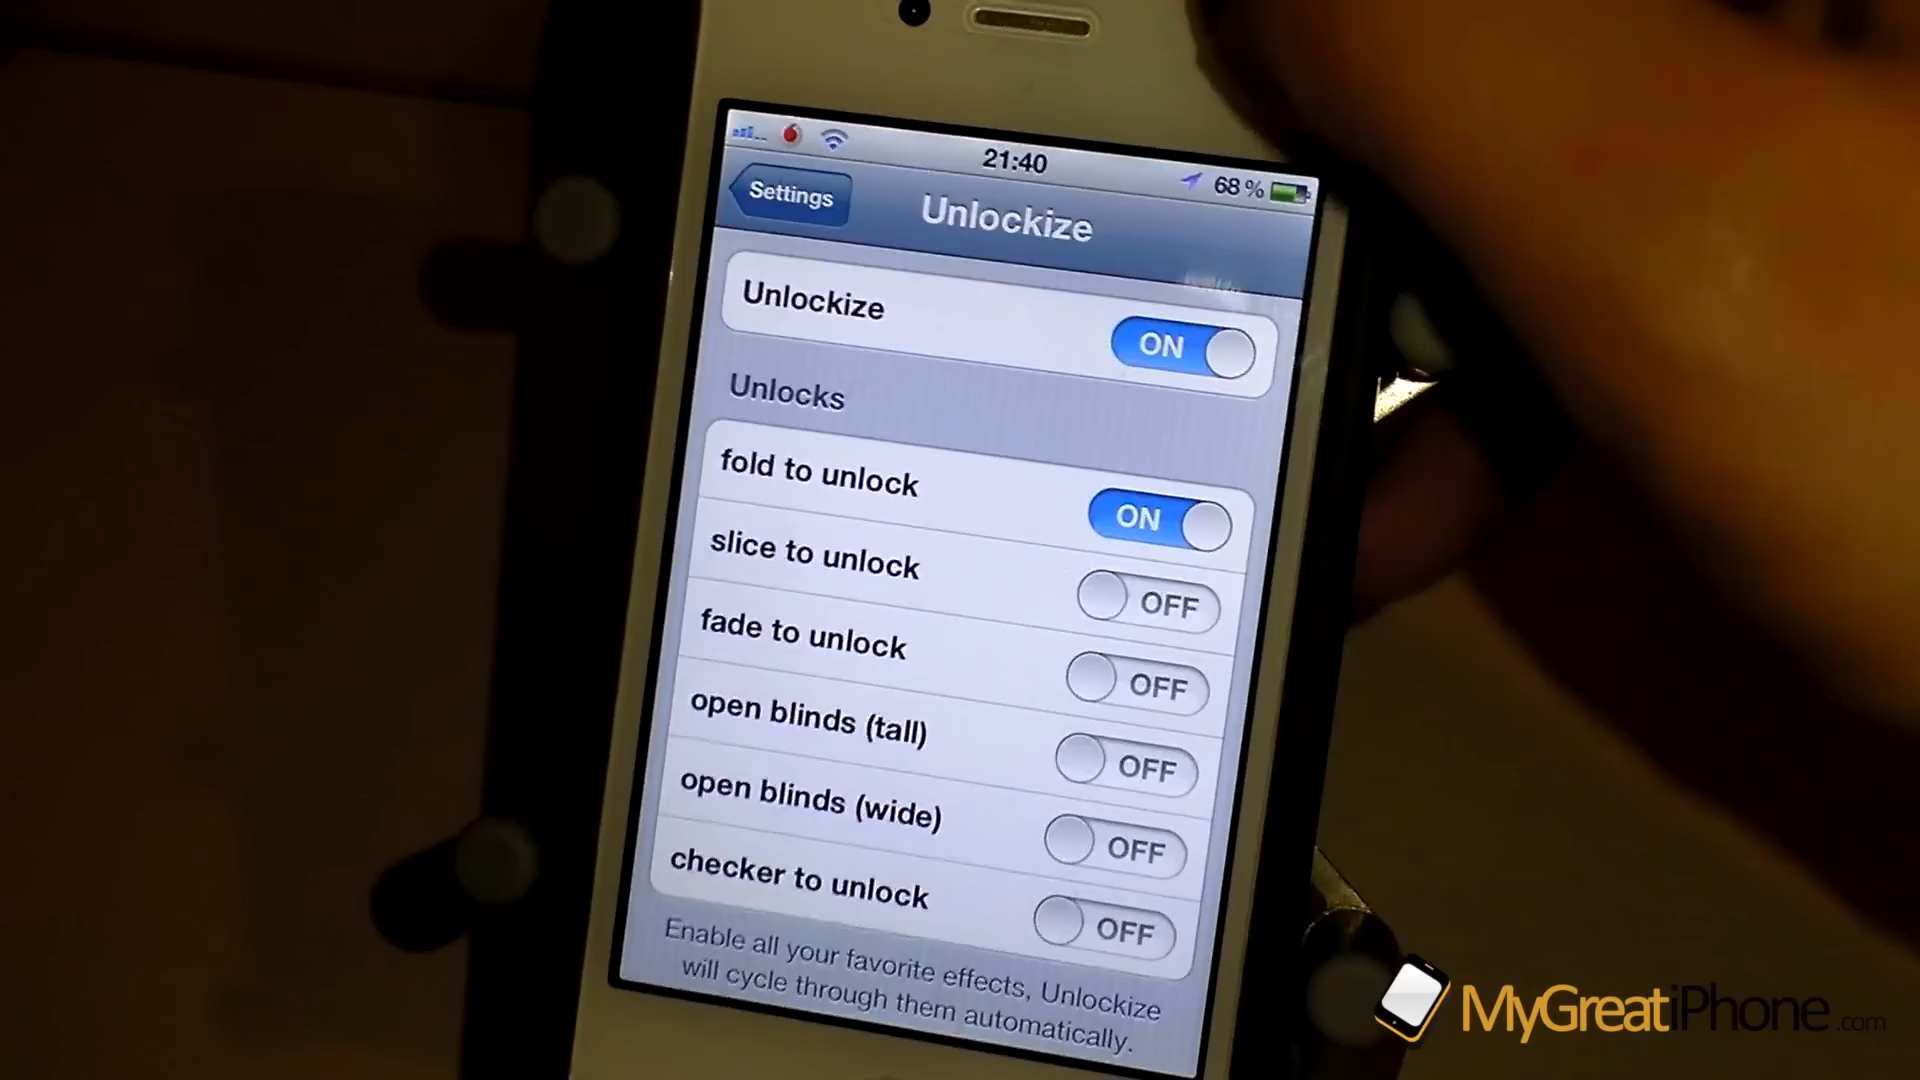 21:40
68 %
Settings
Unlockize
Unlockize
ON
Unlocks
fold to unlock
ON
slice to unlock
OFF
fade to unlock
OFF
open blinds (tall)
OFF
open blinds (wide)
OFF
checker to unlock
OFF
Enable all your favorite effects, Unlockize
will cycle through them automatically.
MyGreatiPhone.com